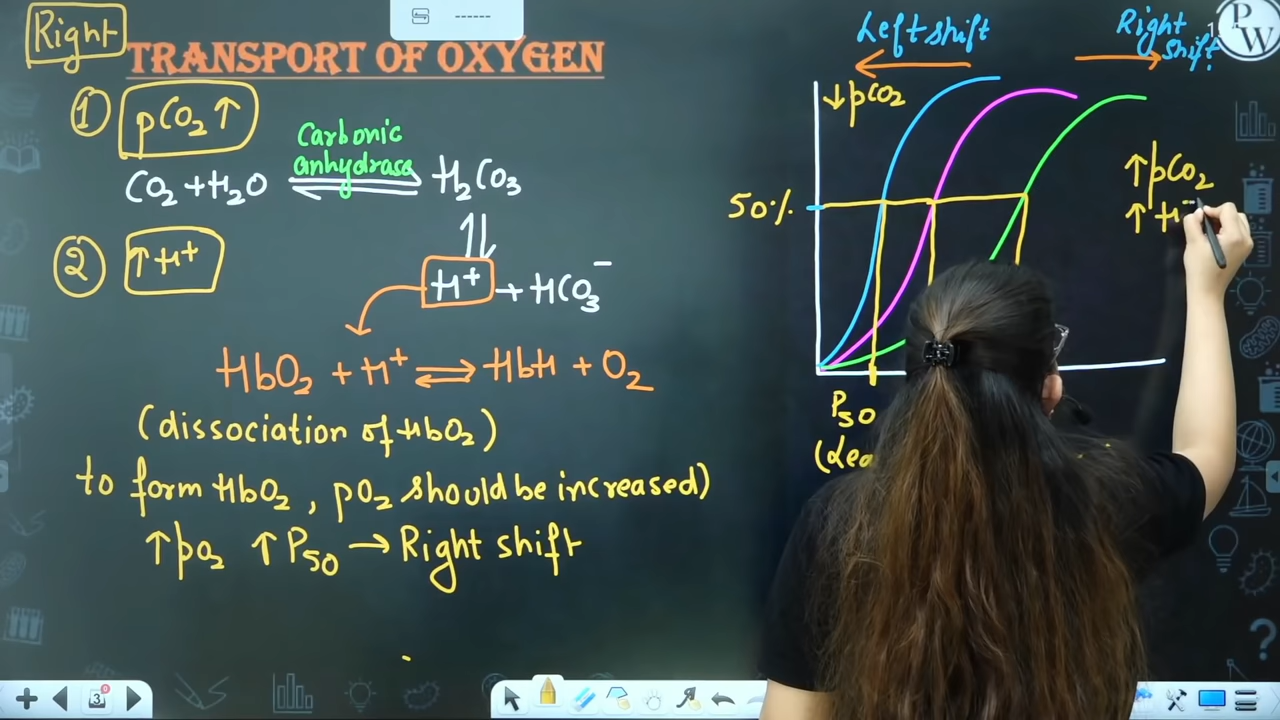 Right
TRANSPORT OF OXYGEN
① pCO₂ ↑
Carbonic
anhydrase
CO₂ + H₂O ⇌ H₂CO₃
⇅
② ↑ H⁺
H⁺ + HCO₃⁻
HbO₂ + H⁺ ⇌ HbH + O₂
(dissociation of HbO₂)
to form HbO₂, pO₂ should be increased)
↑pO₂ ↑P₅₀ → Right shift
Left shift
Right
shift
PW
↓pCO₂
↑pCO₂
↑H
50%
P₅₀
3